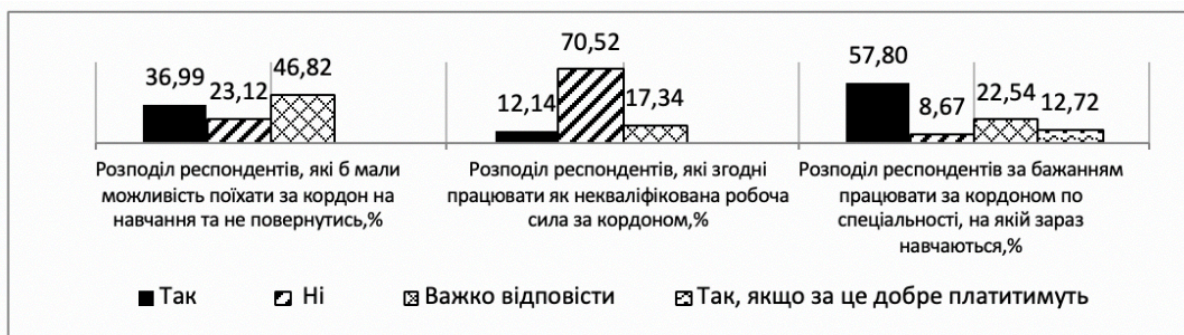 36,99
23,12
46,82
12,14
70,52
17,34
57,80
8,67
22,54
12,72
Розподіл респондентів, які б мали
можливість поїхати за кордон на
навчання та не повернутись,%
Розподіл респондентів, які згодні
працювати як некваліфікована робоча
сила за кордоном,%
Розподіл респондентів за бажанням
працювати за кордоном по
спеціальності, на якій зараз
навчаються,%
Так
Ні
Важко відповісти
Так, якщо за це добре платитимуть